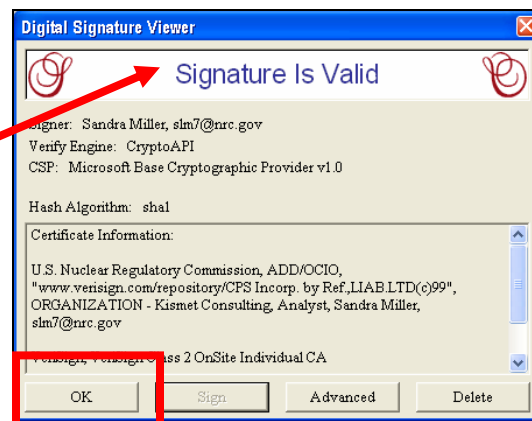 Digital Signature Viewer
Signature Is Valid
Signer: Sandra Miller, slm7@nrc.gov
Verify Engine: CryptoAPI
CSP: Microsoft Base Cryptographic Provider v1.0
Hash Algorithm: sha1
Certificate Information:
U.S. Nuclear Regulatory Commission, ADD/OCIO,
"www.verisign.com/repository/CPS Incorp. by Ref.,LIAB.LTD(c)99",
ORGANIZATION - Kismet Consulting, Analyst, Sandra Miller,
slm7@nrc.gov
VeriSign, VeriSign Class 2 OnSite Individual CA
OK
Sign
Advanced
Delete